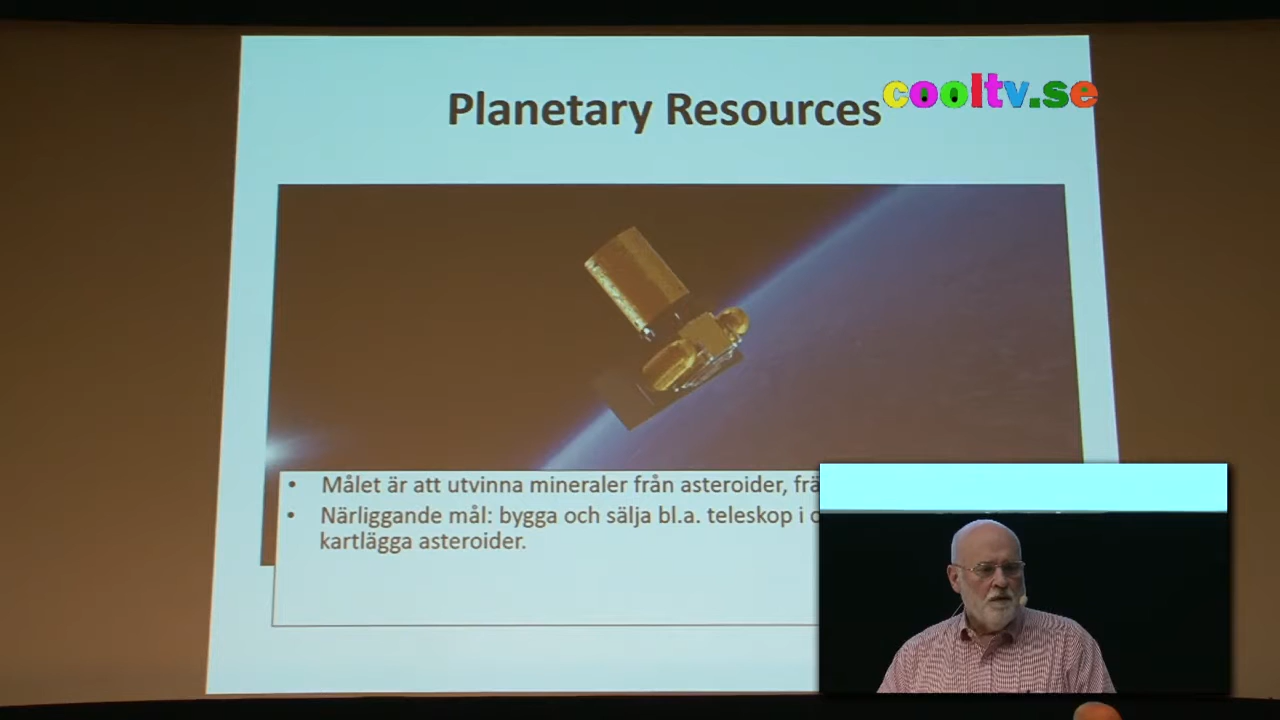 Planetary Resources
cooltv.se
• Målet är att utvinna mineraler från asteroider,
• Närliggande mål: bygga och sälja bl.a. teleskop i
kartlägga asteroider.